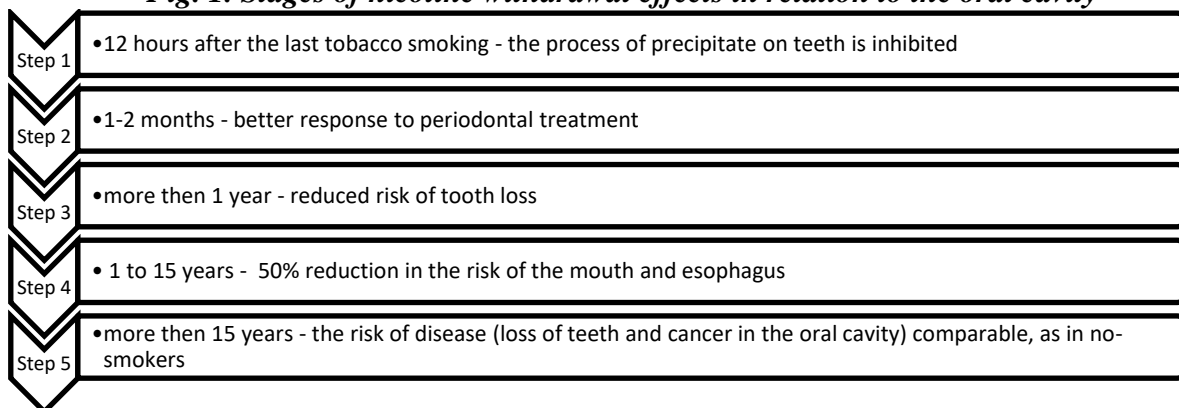 Fig. 1. Stages of nicotine withdrawal effects in relation to the oral cavity
Step 1
•12 hours after the last tobacco smoking - the process of precipitate on teeth is inhibited
Step 2
•1-2 months - better response to periodontal treatment
Step 3
•more then 1 year - reduced risk of tooth loss
Step 4
• 1 to 15 years - 50% reduction in the risk of the mouth and esophagus
Step 5
•more then 15 years - the risk of disease (loss of teeth and cancer in the oral cavity) comparable, as in no-
smokers